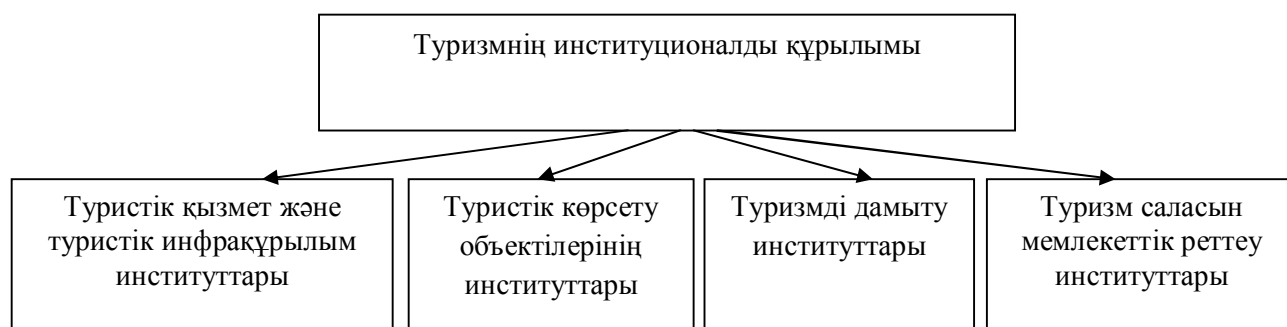 Туризмнің институционалды құрылымы
Туристік қызмет және
туристік инфрақұрылым
институттары
Туристік көрсету
объектілерінің
институттары
Туризмді дамыту
институттары
Туризм саласын
мемлекеттік реттеу
институттары